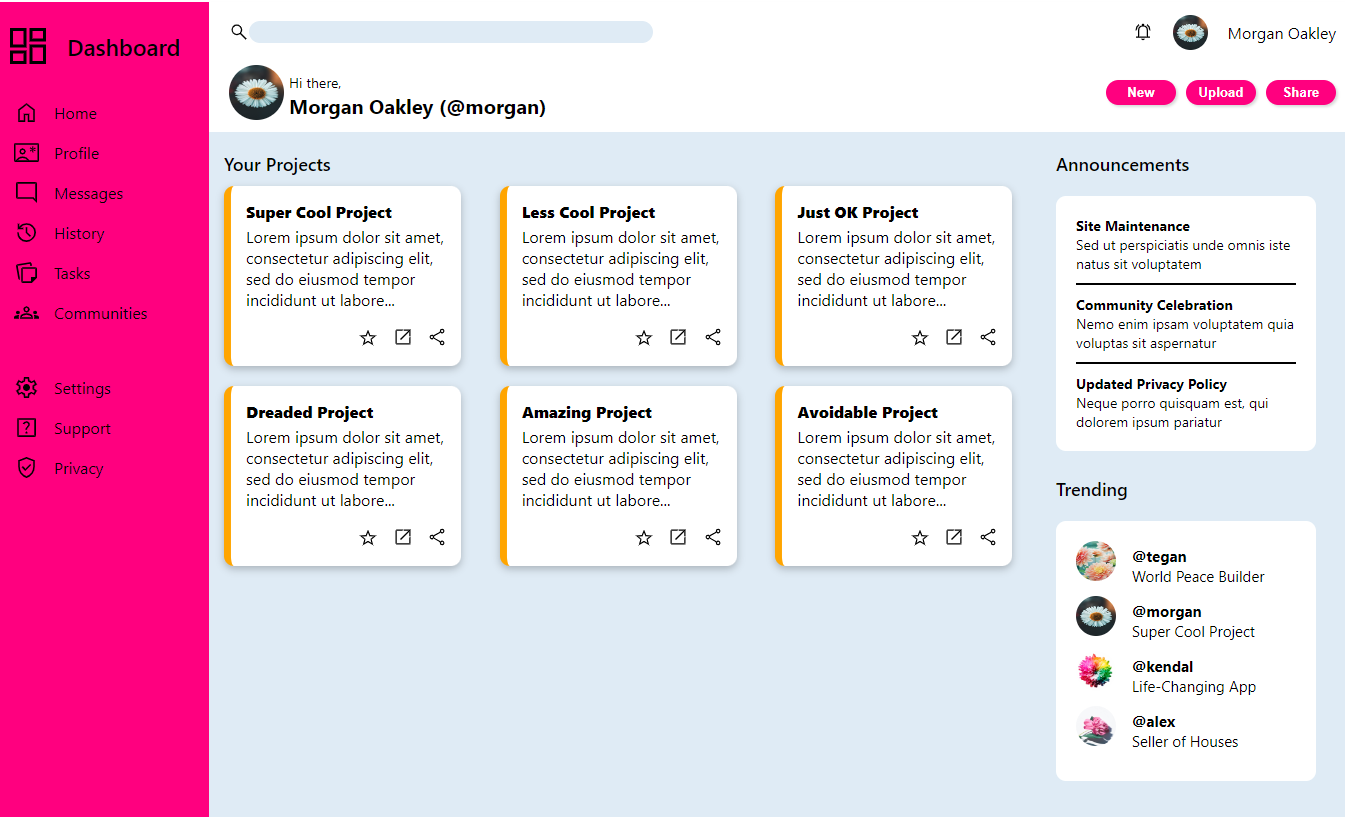 Dashboard
Home
Profile
Messages
History
Tasks
Communities
Settings
Support
Privacy
Morgan Oakley
Hi there,
Morgan Oakley (@morgan)
New
Upload
Share
Your Projects
Super Cool Project
Lorem ipsum dolor sit amet,
consectetur adipiscing elit,
sed do eiusmod tempor
incididunt ut labore...
Less Cool Project
Lorem ipsum dolor sit amet,
consectetur adipiscing elit,
sed do eiusmod tempor
incididunt ut labore...
Just OK Project
Lorem ipsum dolor sit amet,
consectetur adipiscing elit,
sed do eiusmod tempor
incididunt ut labore...
Dreaded Project
Lorem ipsum dolor sit amet,
consectetur adipiscing elit,
sed do eiusmod tempor
incididunt ut labore...
Amazing Project
Lorem ipsum dolor sit amet,
consectetur adipiscing elit,
sed do eiusmod tempor
incididunt ut labore...
Avoidable Project
Lorem ipsum dolor sit amet,
consectetur adipiscing elit,
sed do eiusmod tempor
incididunt ut labore...
Announcements
Site Maintenance
Sed ut perspiciatis unde omnis iste
natus sit voluptatem
Community Celebration
Nemo enim ipsam voluptatem quia
voluptas sit aspernatur
Updated Privacy Policy
Neque porro quisquam est, qui
dolorem ipsum pariatur
Trending
@tegan
World Peace Builder
@morgan
Super Cool Project
@kendal
Life-Changing App
@alex
Seller of Houses